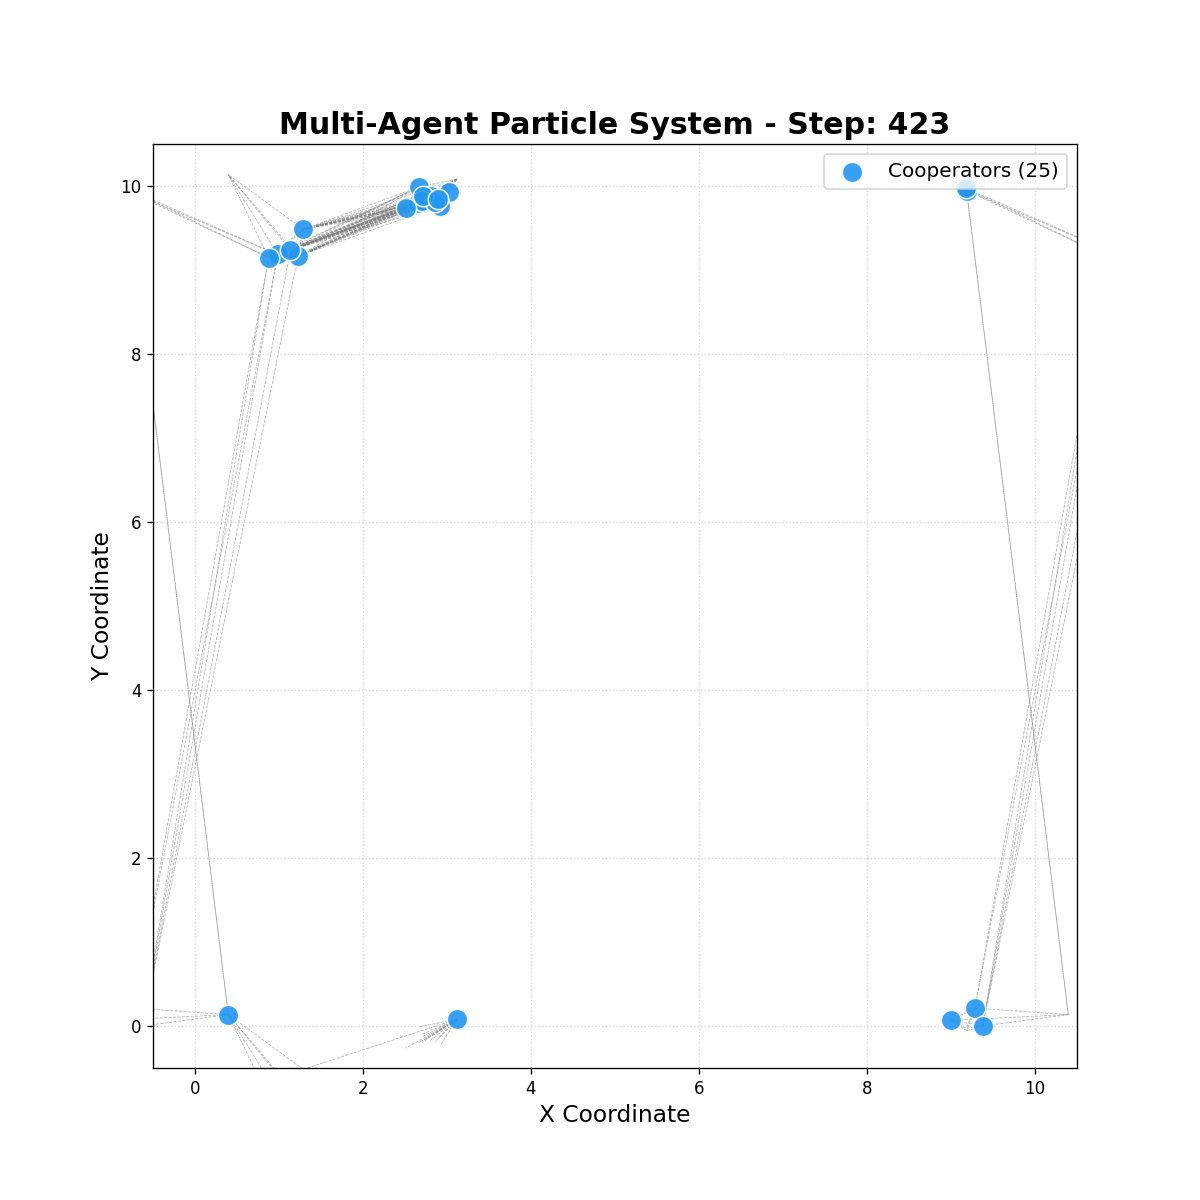 Multi-Agent Particle System - Step: 423
Cooperators (25)
10
8
6
4
2
0
Y Coordinate
0 2 4 6 8 10
X Coordinate